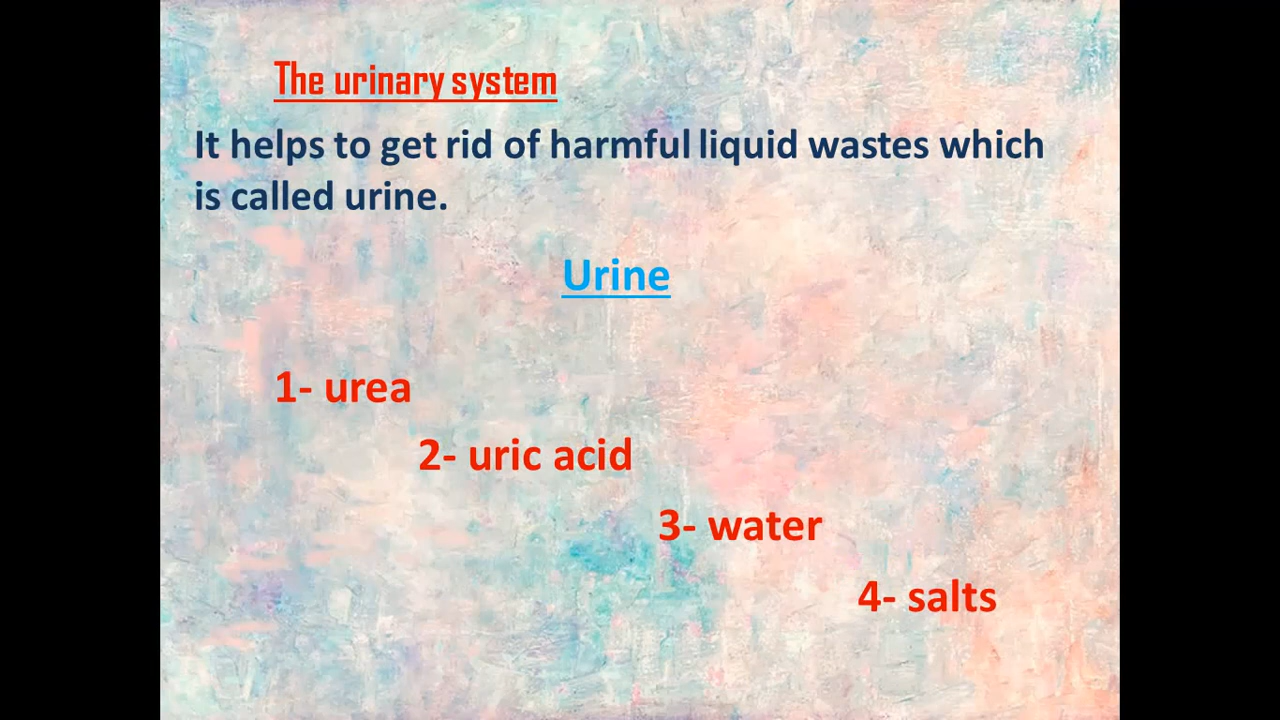 The urinary system
It helps to get rid of harmful liquid wastes which
is called urine.
Urine
1- urea
2- uric acid
3- water
4- salts